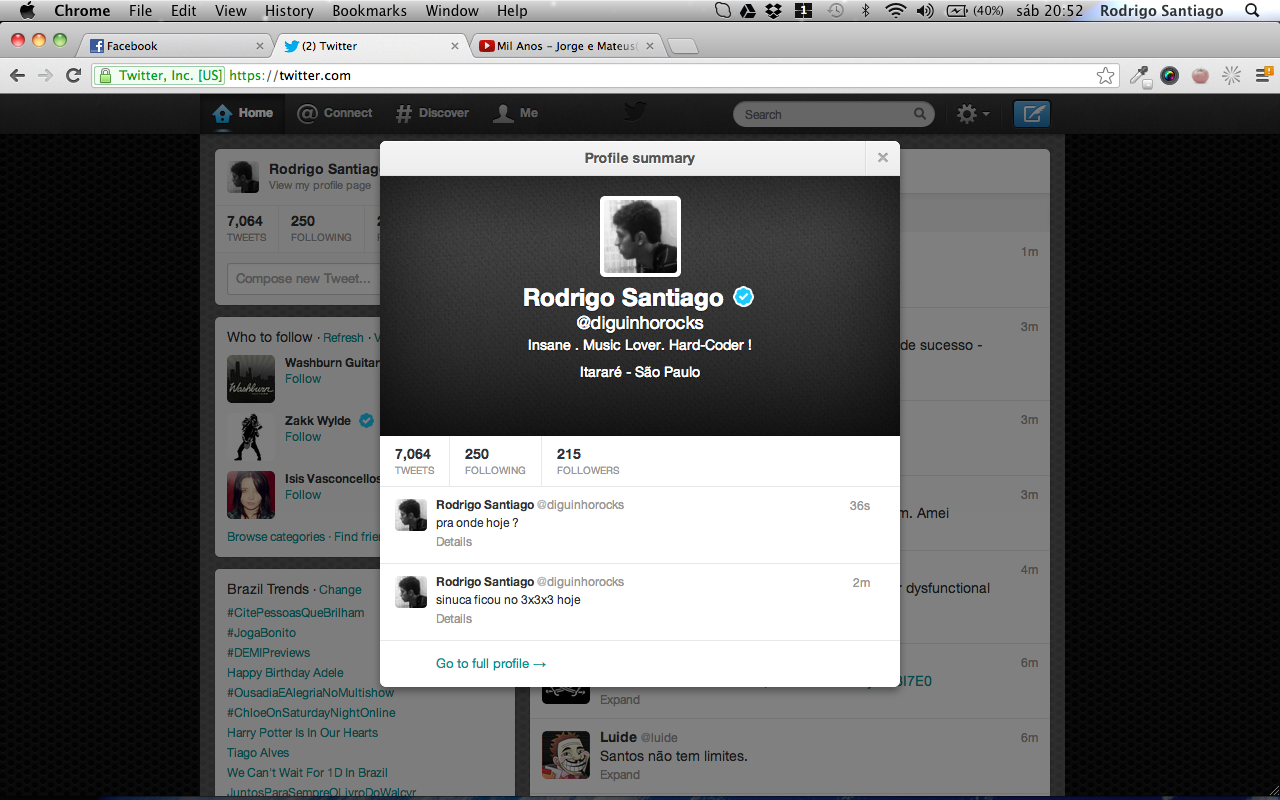 Chrome File Edit View History Bookmarks Window Help 1 (40%) sáb 20:52 Rodrigo Santiago
Facebook
(2) Twitter
Mil Anos – Jorge e Mateus
Twitter, Inc. [US] https://twitter.com
Home
Connect
Discover
Me
Search
Profile summary
Rodrigo Santiag
View my profile page
7,064 250
TWEETS FOLLOWING
Compose new Tweet...
Who to follow · Refresh ·
Washburn Guitar
Follow
Zakk Wylde
Follow
Isis Vasconcellos
Follow
Browse categories · Find
Brazil Trends · Change
#CitePessoasQueBrilham
#JogaBonito
#DEMIPreviews
Happy Birthday Adele
#OusadiaEAlegriaNoMultishow
#ChloeOnSaturdayNightOnline
Harry Potter Is In Our Hearts
Tiago Alves
We Can't Wait For 1D In Brazil
JuntosParaSempreOLivroDoWalcyr
Rodrigo Santiago
@diguinhorocks
Insane . Music Lover. Hard-Coder !
Itararé - São Paulo
7,064 250 215
TWEETS FOLLOWING FOLLOWERS
Rodrigo Santiago @diguinhorocks 36s
pra onde hoje ?
Details
Rodrigo Santiago @diguinhorocks 2m
sinuca ficou no 3x3x3 hoje
Details
Go to full profile →
1m
3m
de sucesso -
3m
3m
m. Amei
4m
dysfunctional
6m
I7E0
Expand
Luide @luide 6m
Santos não tem limites.
Expand